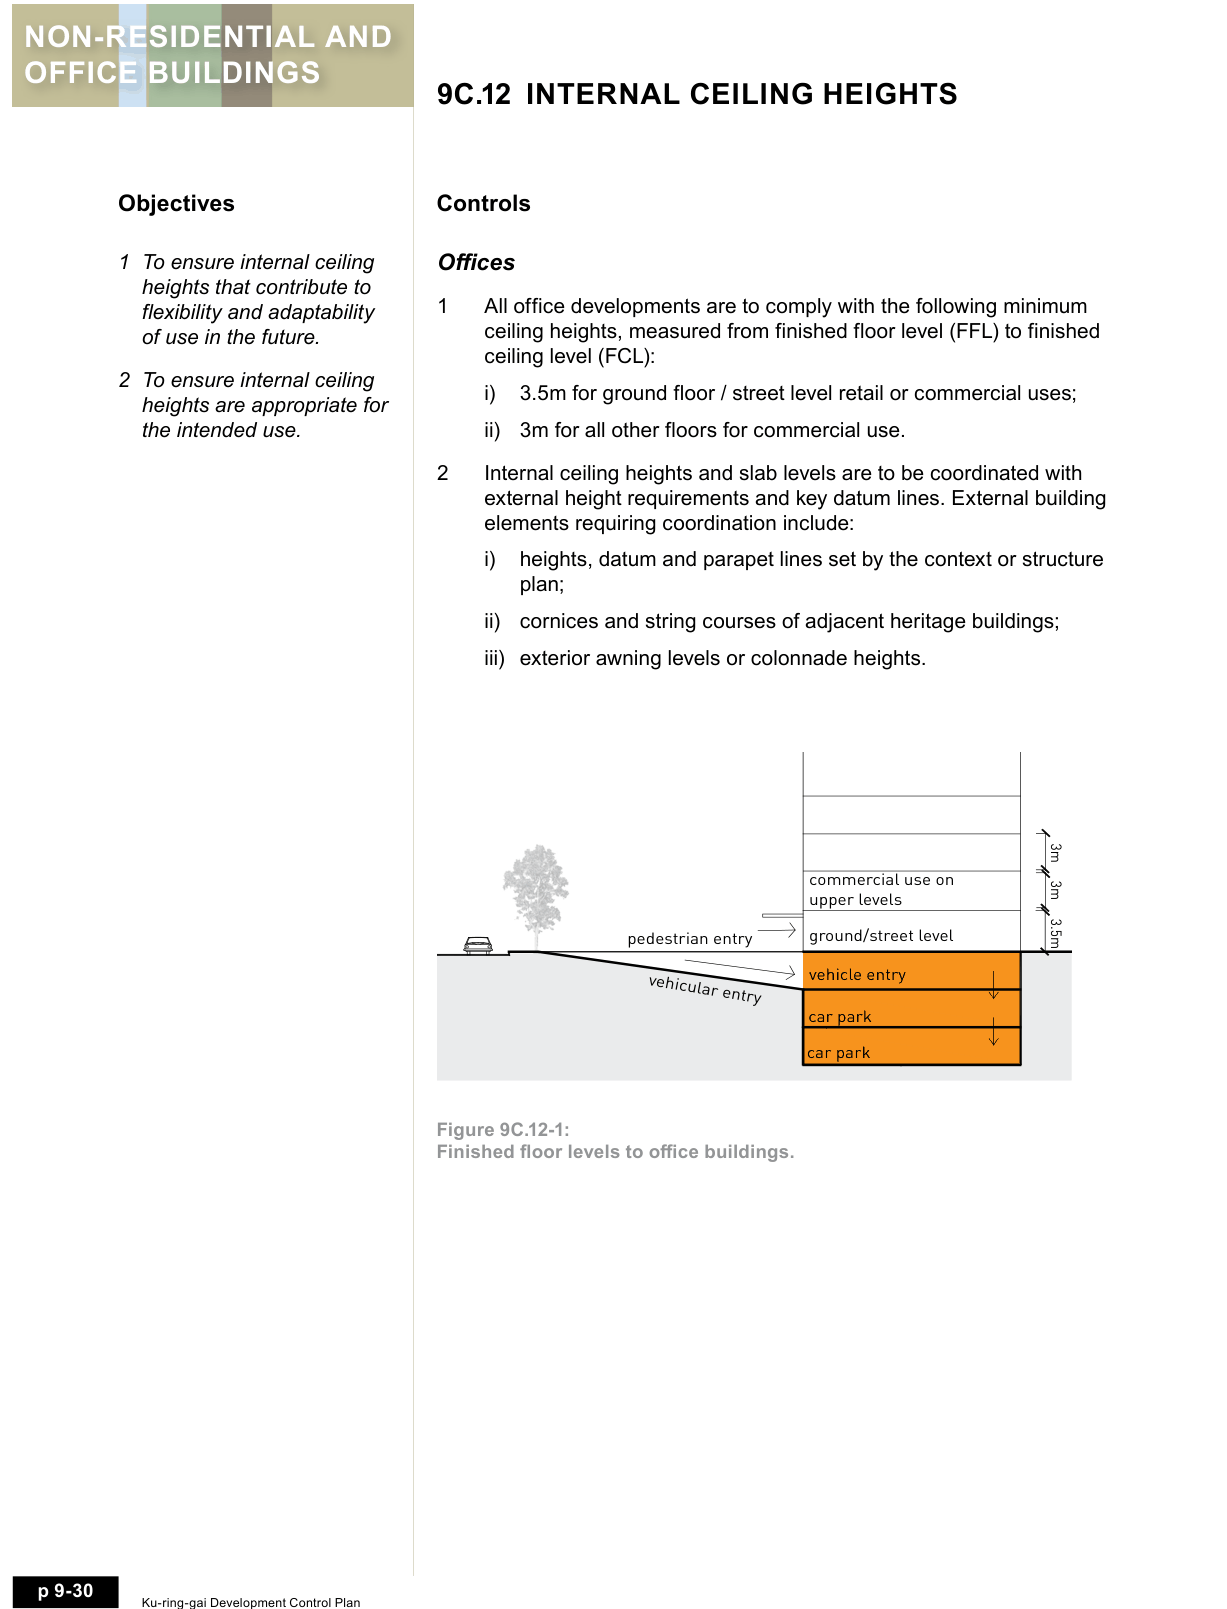 NON-RESIDENTIAL AND
OFFICE BUILDINGS
9C.12 INTERNAL CEILING HEIGHTS
Objectives
1 To ensure internal ceiling
heights that contribute to
flexibility and adaptability
of use in the future.
2 To ensure internal ceiling
heights are appropriate for
the intended use.
Controls
Offices
1 All office developments are to comply with the following minimum
ceiling heights, measured from finished floor level (FFL) to finished
ceiling level (FCL):
i) 3.5m for ground floor / street level retail or commercial uses;
ii) 3m for all other floors for commercial use.
2 Internal ceiling heights and slab levels are to be coordinated with
external height requirements and key datum lines. External building
elements requiring coordination include:
i) heights, datum and parapet lines set by the context or structure
plan;
ii) cornices and string courses of adjacent heritage buildings;
iii) exterior awning levels or colonnade heights.
3m
commercial use on
upper levels
3m
pedestrian entry
ground/street level
3.5m
vehicular entry
vehicle entry
car park
car park
Figure 9C.12-1:
Finished floor levels to office buildings.
p 9-30
Ku-ring-gai Development Control Plan